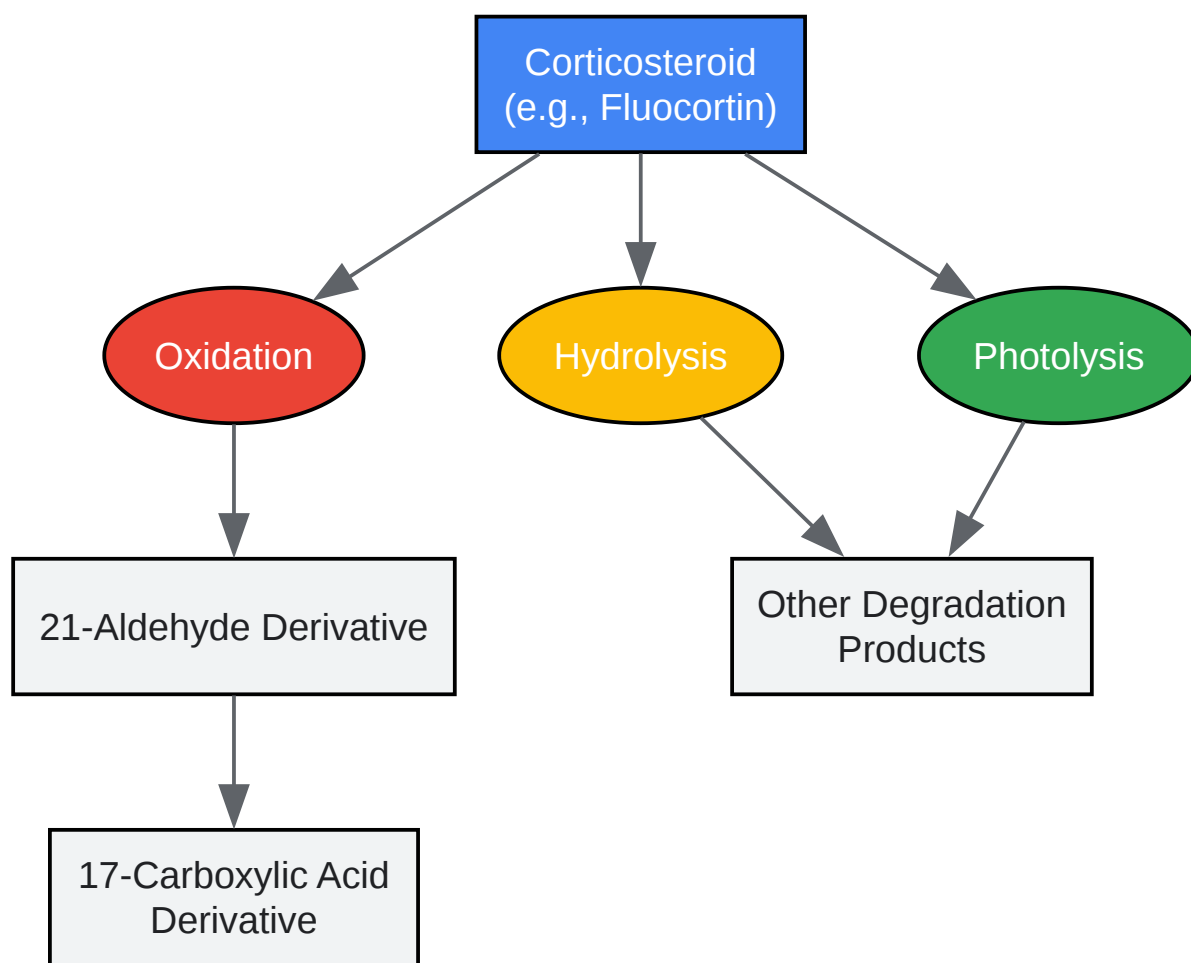 Corticosteroid
(e.g., Fluocortin)
Oxidation
Hydrolysis
Photolysis
21-Aldehyde Derivative
Other Degradation
Products
17-Carboxylic Acid
Derivative